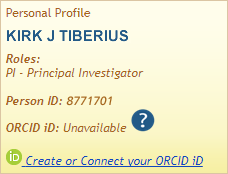 Personal Profile
KIRK J TIBERIUS
Roles:
PI - Principal Investigator
Person ID: 8771701
ORCID iD: Unavailable ?
iD Create or Connect your ORCID iD